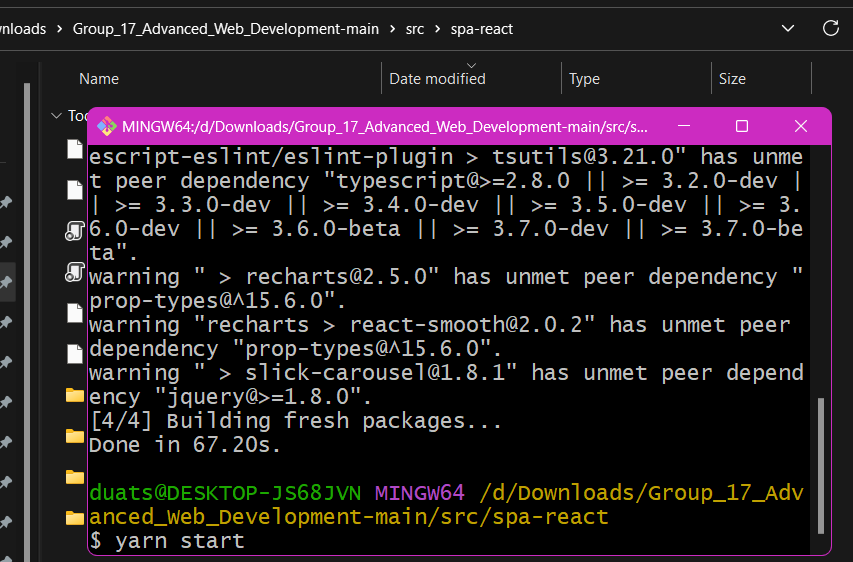 nloads > Group_17_Advanced_Web_Development-main > src > spa-react
Name Date modified Type Size
Too
MINGW64:/d/Downloads/Group_17_Advanced_Web_Development-main/src/s...
escript-eslint/eslint-plugin > tsutils@3.21.0" has unme
t peer dependency "typescript@>=2.8.0 || >= 3.2.0-dev |
| >= 3.3.0-dev || >= 3.4.0-dev || >= 3.5.0-dev || >= 3.
6.0-dev || >= 3.6.0-beta || >= 3.7.0-dev || >= 3.7.0-be
ta".
warning " > recharts@2.5.0" has unmet peer dependency "
prop-types@^15.6.0".
warning "recharts > react-smooth@2.0.2" has unmet peer
dependency "prop-types@^15.6.0".
warning " > slick-carousel@1.8.1" has unmet peer depend
ency "jquery@>=1.8.0".
[4/4] Building fresh packages...
Done in 67.20s.
duats@DESKTOP-JS68JVN MINGW64 /d/Downloads/Group_17_Adv
anced_Web_Development-main/src/spa-react
$ yarn start